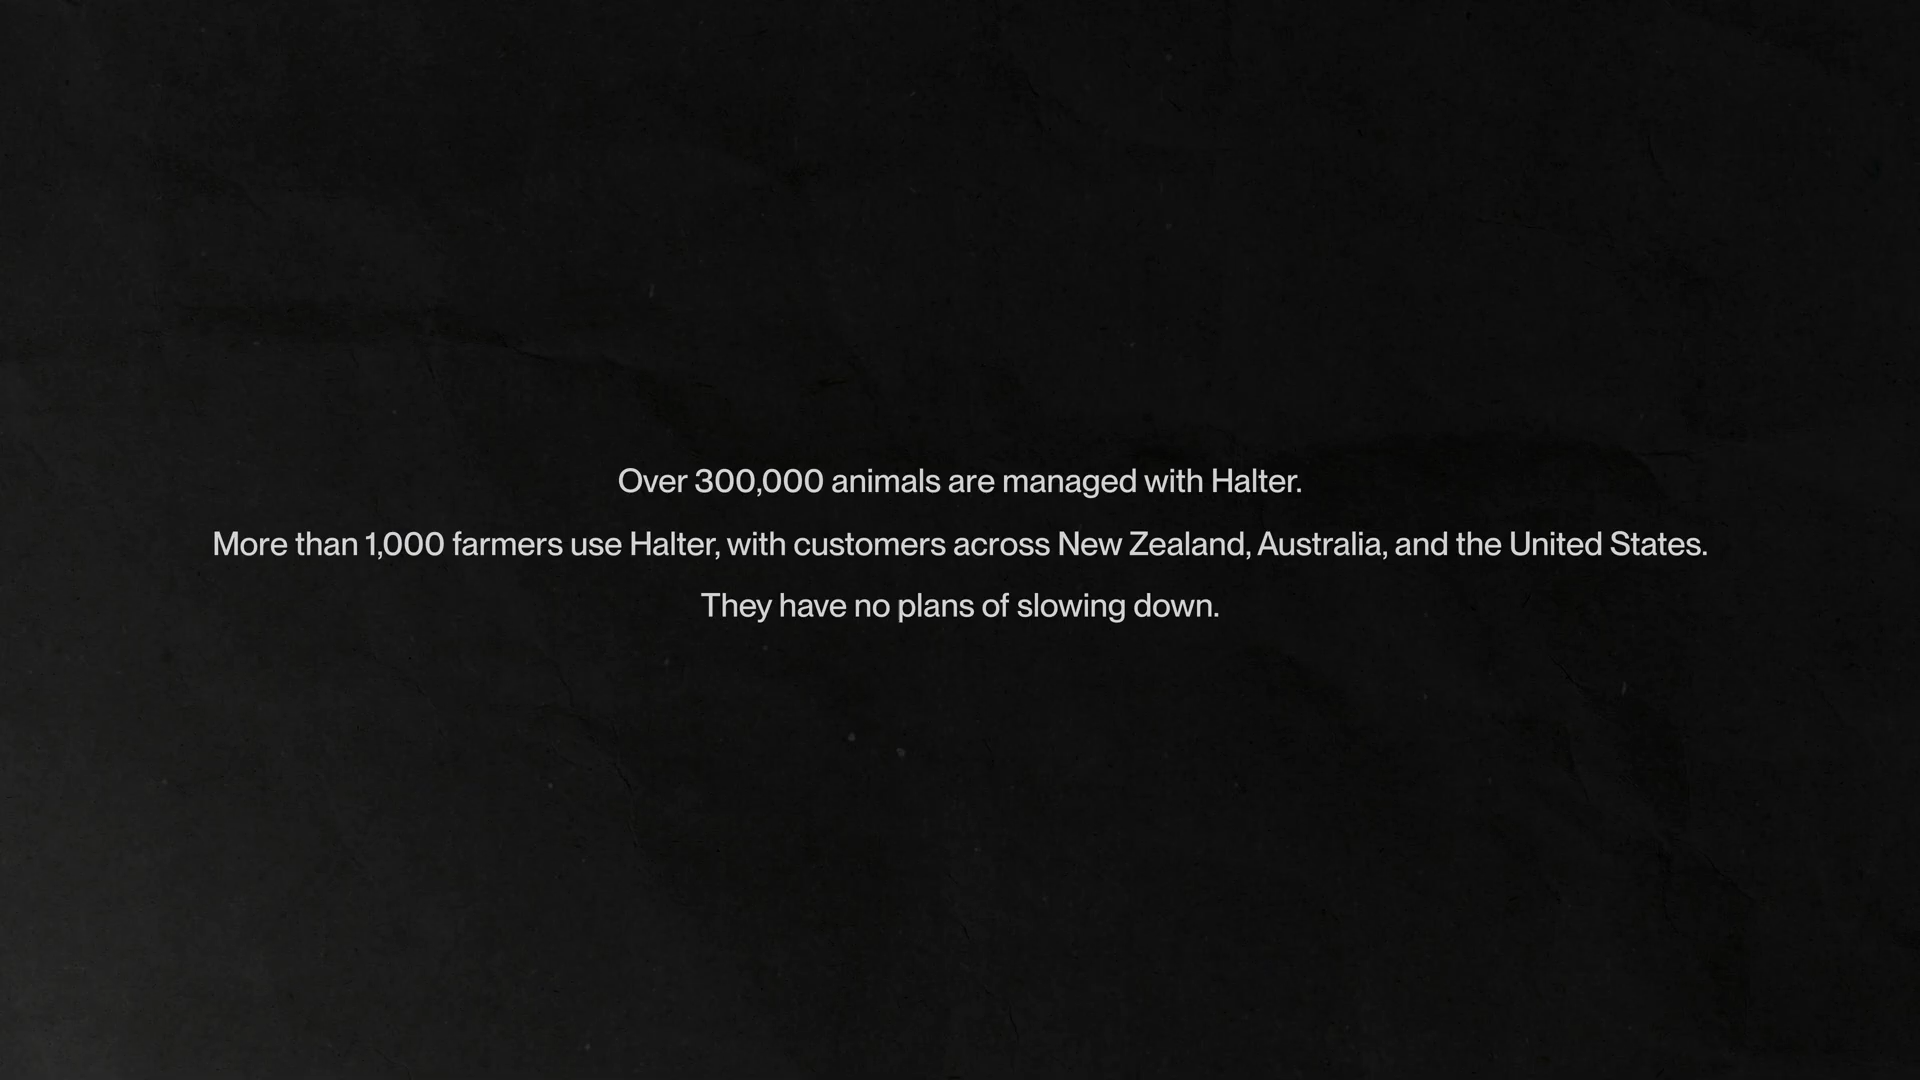 Over 300,000 animals are managed with Halter.
More than 1,000 farmers use Halter, with customers across New Zealand, Australia, and the United States.
They have no plans of slowing down.